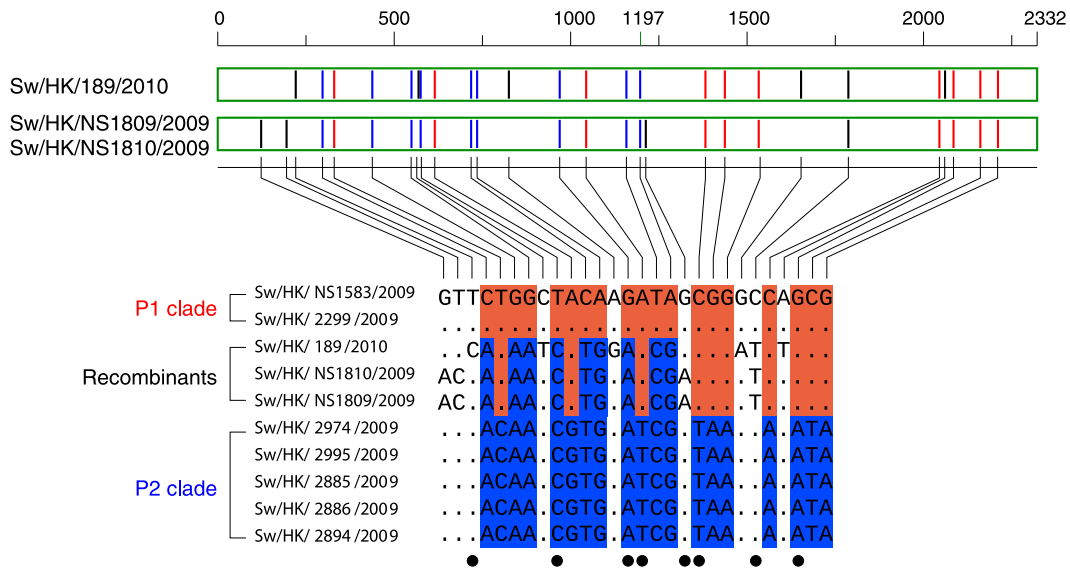 0 500 1000 1197 1500 2000 2332
Sw/HK/189/2010
Sw/HK/NS1809/2009
Sw/HK/NS1810/2009
P1 clade
Sw/HK/ NS1583/2009 GTTCTGGCTACAAGATAGCGGGCCAGCG
Sw/HK/ 2299 /2009 ............................
Recombinants
Sw/HK/ 189 /2010 ..CA.AATC.TGGA.CG....AT.T...
Sw/HK/ NS1810/2009 AC.A.AA.C.TG.A.CGA....T.....
Sw/HK/ NS1809/2009 AC.A.AA.C.TG.A.CGA....T.....
P2 clade
Sw/HK/ 2974 /2009 ...ACAA.CGTG.ATCG.TAA..A.ATA
Sw/HK/ 2995 /2009 ...ACAA.CGTG.ATCG.TAA..A.ATA
Sw/HK/ 2885 /2009 ...ACAA.CGTG.ATCG.TAA..A.ATA
Sw/HK/ 2886 /2009 ...ACAA.CGTG.ATCG.TAA..A.ATA
Sw/HK/ 2894 /2009 ...ACAA.CGTG.ATCG.TAA..A.ATA